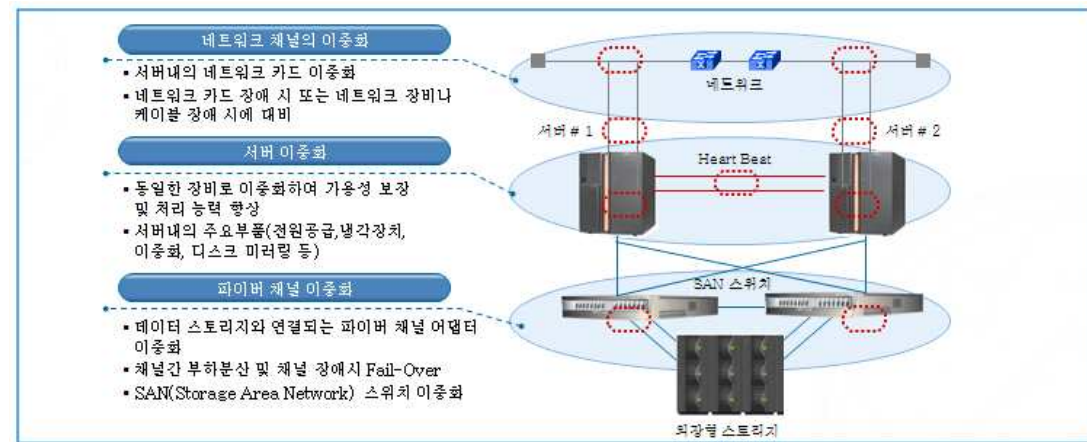 네트워크 채널의 이중화
▪ 서버내의 네트워크 카드 이중화
▪ 네트워크 카드 장애 시 또는 네트워크 장비나
케이블 장애 시에 대비
서버 이중화
▪ 동일한 장비로 이중화하여 가용성 보장
및 처리 능력 향상
▪ 서버내의 주요부품(전원공급,냉각장치,
이중화, 디스크 미러링 등)
파이버 채널 이중화
▪ 데이터 스토리지와 연결되는 파이버 채널 어댑터
이중화
▪ 채널간 부하분산 및 채널 장애시 Fail-Over
▪ SAN(Storage Area Network) 스위치 이중화
네트워크
서버 # 1
서버 # 2
Heart Beat
SAN 스위치
외장형 스토리지